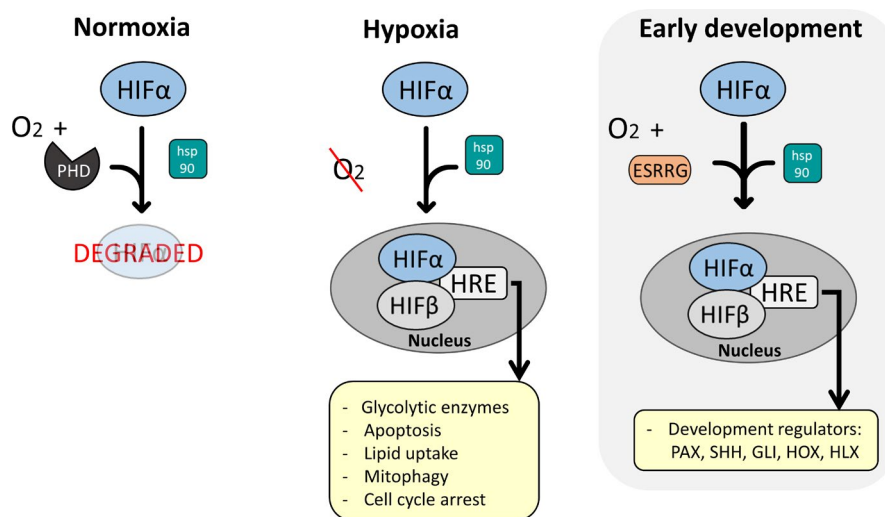 Normoxia
HIFα
O2 +
PHD
hsp
90
DEGRADED
HIFα
Hypoxia
HIFα
O2
hsp
90
HIFα
HRE
HIFβ
Nucleus
- Glycolytic enzymes
- Apoptosis
- Lipid uptake
- Mitophagy
- Cell cycle arrest
Early development
HIFα
O2 +
ESRRG
hsp
90
HIFα
HRE
HIFβ
Nucleus
- Development regulators:
PAX, SHH, GLI, HOX, HLX